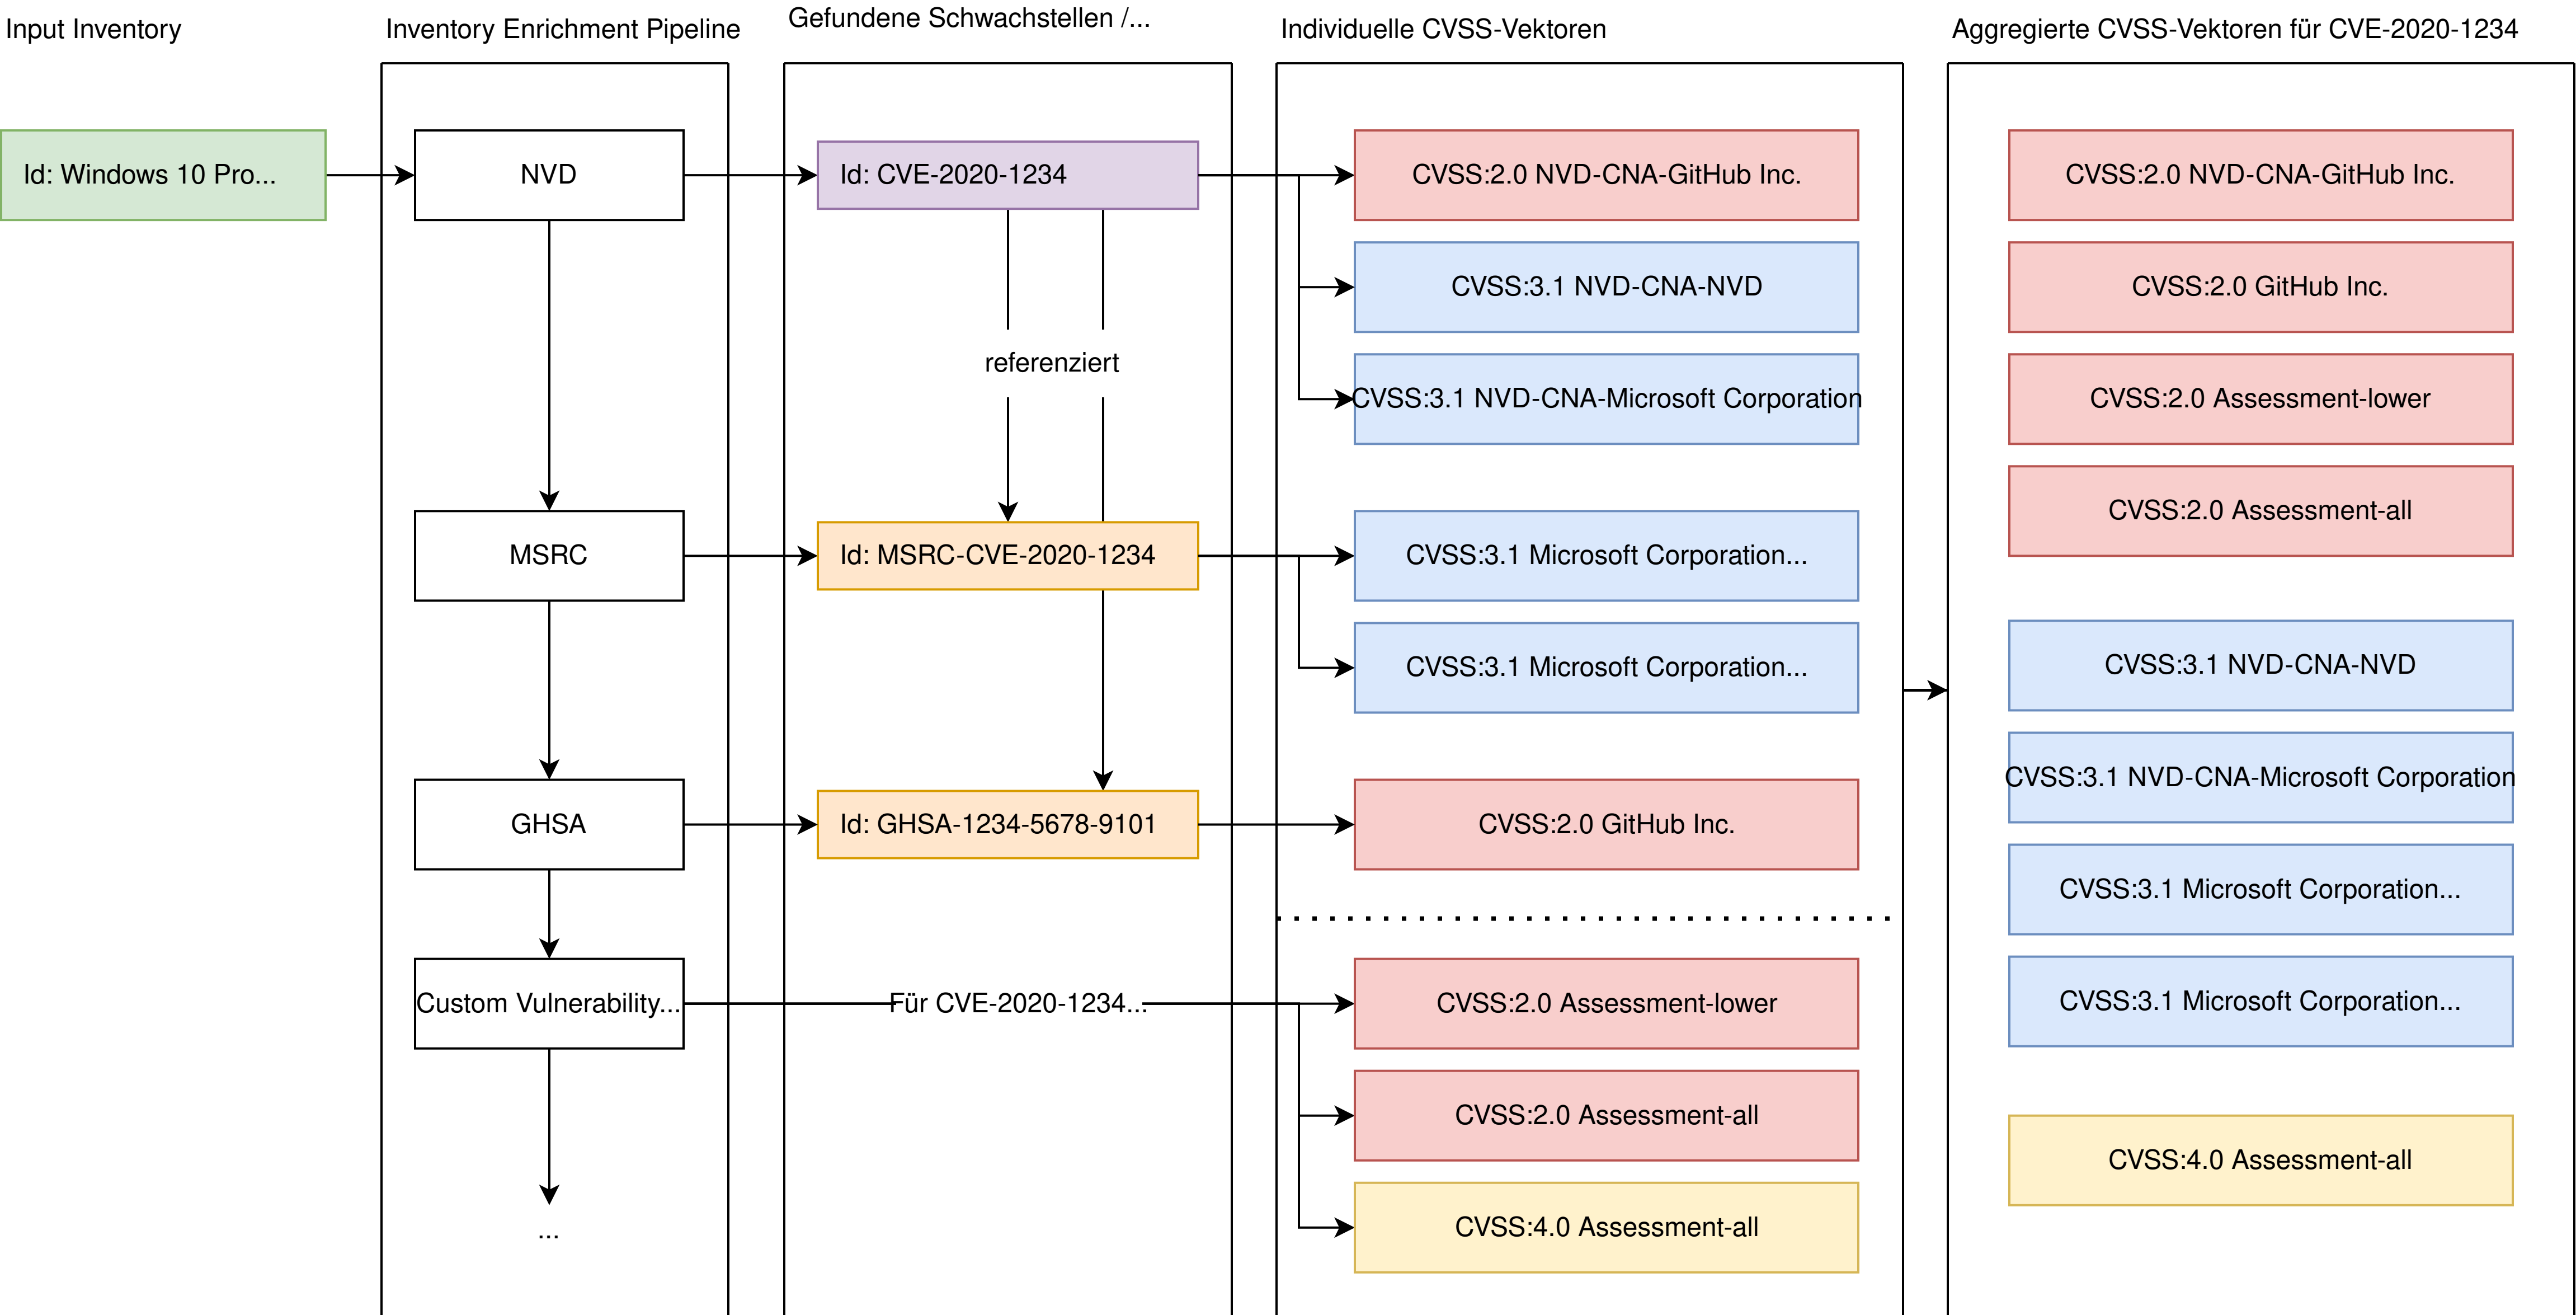 Input Inventory
Inventory Enrichment Pipeline
Gefundene Schwachstellen /...
Individuelle CVSS-Vektoren
Aggregierte CVSS-Vektoren für CVE-2020-1234
Id: Windows 10 Pro...
NVD
MSRC
GHSA
Custom Vulnerability...
...
Id: CVE-2020-1234
referenziert
Id: MSRC-CVE-2020-1234
Id: GHSA-1234-5678-9101
Für CVE-2020-1234...
CVSS:2.0 NVD-CNA-GitHub Inc.
CVSS:3.1 NVD-CNA-NVD
CVSS:3.1 NVD-CNA-Microsoft Corporation
CVSS:3.1 Microsoft Corporation...
CVSS:3.1 Microsoft Corporation...
CVSS:2.0 GitHub Inc.
CVSS:2.0 Assessment-lower
CVSS:2.0 Assessment-all
CVSS:4.0 Assessment-all
CVSS:2.0 NVD-CNA-GitHub Inc.
CVSS:2.0 GitHub Inc.
CVSS:2.0 Assessment-lower
CVSS:2.0 Assessment-all
CVSS:3.1 NVD-CNA-NVD
CVSS:3.1 NVD-CNA-Microsoft Corporation
CVSS:3.1 Microsoft Corporation...
CVSS:3.1 Microsoft Corporation...
CVSS:4.0 Assessment-all